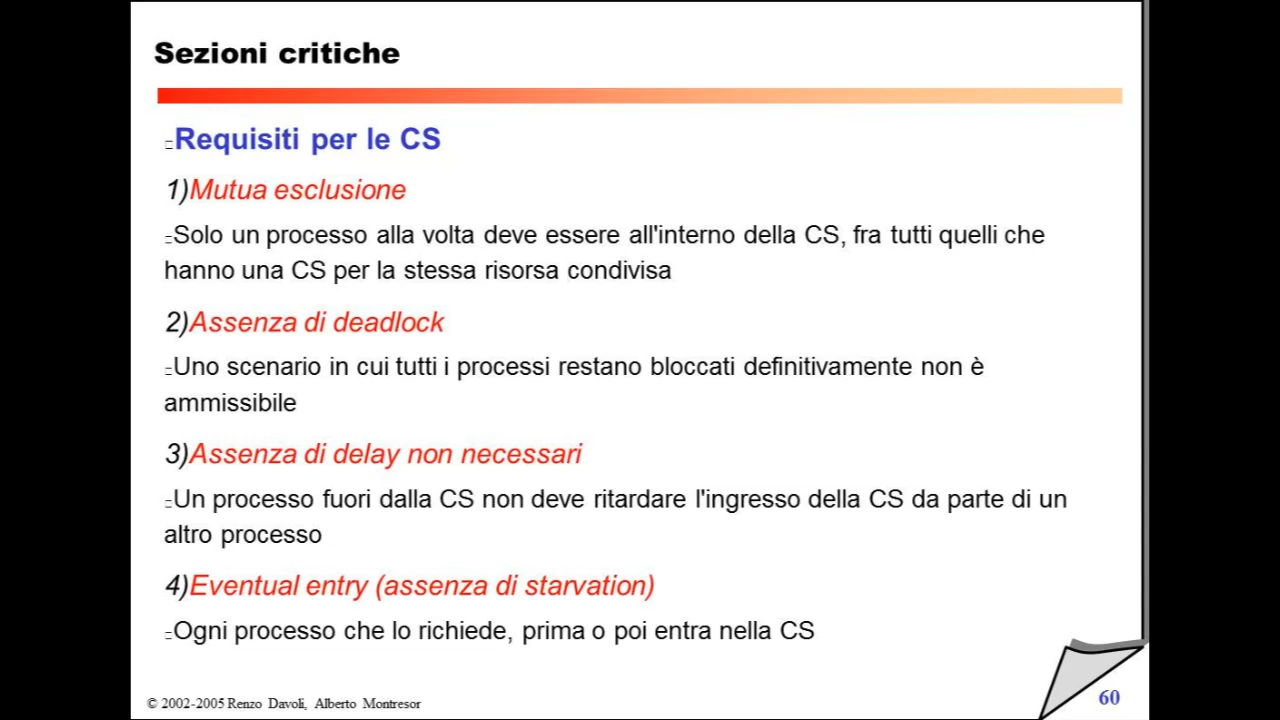 Sezioni critiche
Requisiti per le CS
1)Mutua esclusione
Solo un processo alla volta deve essere all'interno della CS, fra tutti quelli che
hanno una CS per la stessa risorsa condivisa
2)Assenza di deadlock
Uno scenario in cui tutti i processi restano bloccati definitivamente non è
ammissibile
3)Assenza di delay non necessari
Un processo fuori dalla CS non deve ritardare l'ingresso della CS da parte di un
altro processo
4)Eventual entry (assenza di starvation)
Ogni processo che lo richiede, prima o poi entra nella CS
© 2002-2005 Renzo Davoli, Alberto Montresor
60